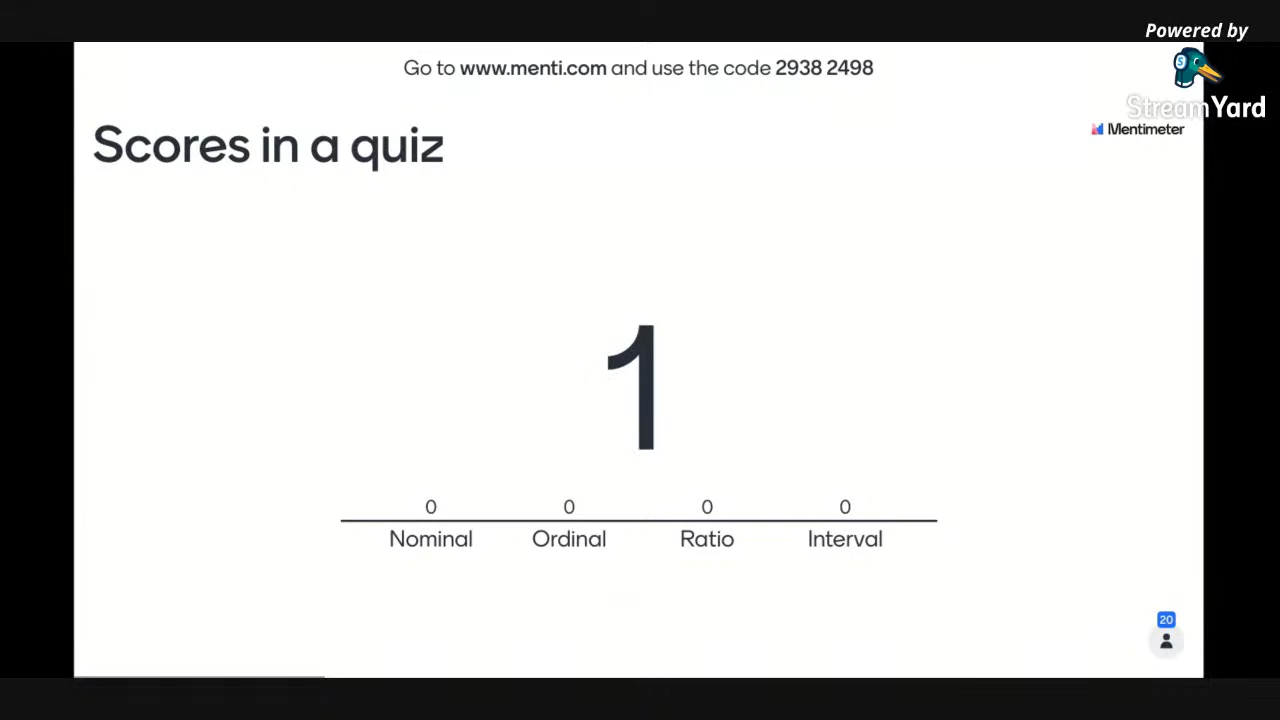 Powered by
StreamYard
Go to www.menti.com and use the code 2938 2498
Mentimeter
Scores in a quiz
1
0 0 0 0
Nominal Ordinal Ratio Interval
20